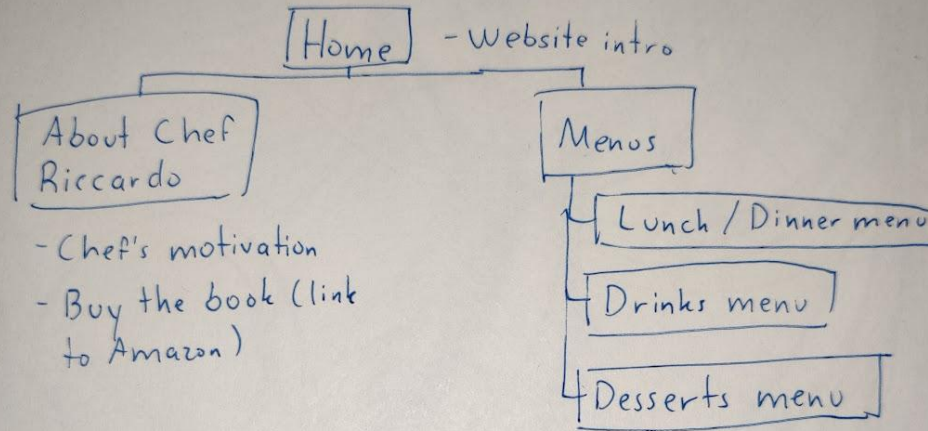 Home - Website intro
About Chef
Riccardo
- Chef's motivation
- Buy the book (link
to Amazon)
Menus
Lunch / Dinner menu
Drinks menu
Desserts menu